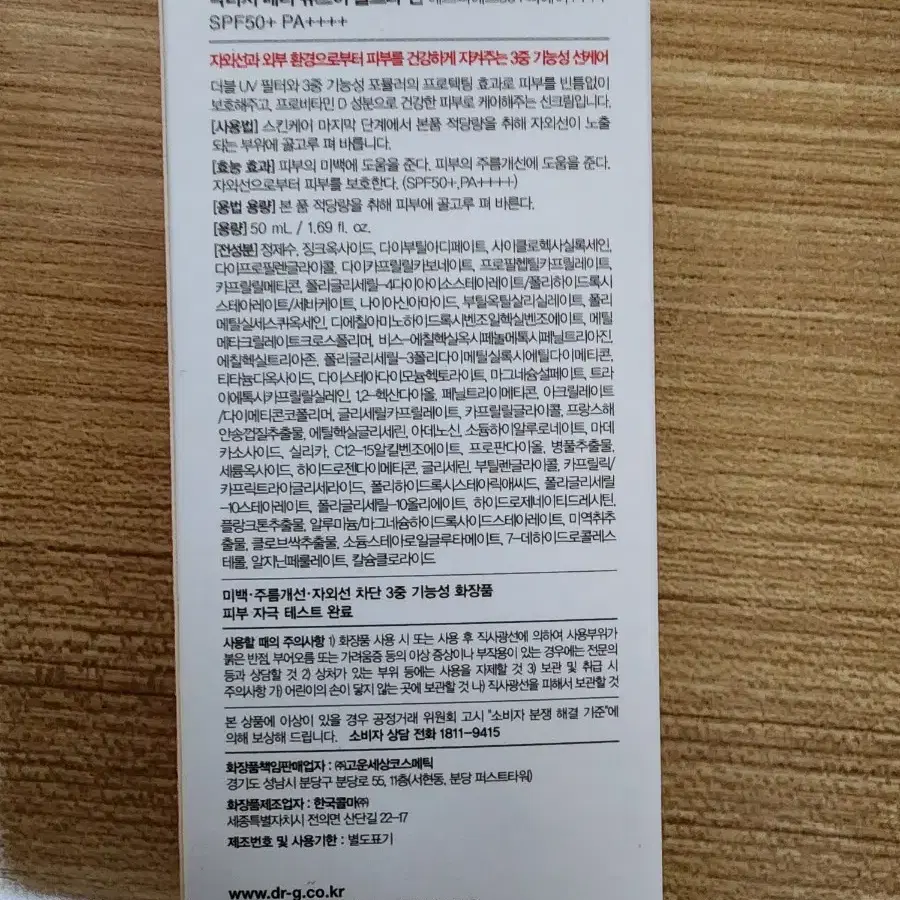 SPF50+ PA++++
자외선과 외부 환경으로부터 피부를 건강하게 지켜주는 3중 기능성 선케어
더블 UV 필터와 3중 기능성 포뮬러의 프로텍팅 효과로 피부를 빈틈없이
보호해주고, 프로비타민 D 성분으로 건강한 피부로 케어해주는 선크림입니다.
[사용법] 스킨케어 마지막 단계에서 본품 적당량을 취해 자외선이 노출
되는 부위에 골고루 펴 바릅니다.
[효능 효과] 피부의 미백에 도움을 준다. 피부의 주름개선에 도움을 준다.
자외선으로부터 피부를 보호한다. (SPF50+,PA++++)
[용법 용량] 본 품 적당량을 취해 피부에 골고루 펴 바른다.
[용량] 50 mL / 1.69 fl. oz.
[전성분] 정제수, 징크옥사이드, 다이부틸아디페이트, 사이클로헥사실록세인,
다이프로필렌글라이콜, 다이카프릴릴카보네이트, 프로필헵틸카프릴레이트,
카프릴릴메티콘, 폴리글리세릴-4다이아이소스테아레이트/폴리하이드록시
스테아레이트/세바케이트, 나이아신아마이드, 부틸옥틸살리실레이트, 폴리
메틸실세스퀴옥세인, 디에칠아미노하이드록시벤조일헥실벤조에이트, 메틸
메타크릴레이트크로스폴리머, 비스-에칠헥실옥시페놀메톡시페닐트리아진,
에칠헥실트리아존, 폴리글리세릴-3폴리다이메틸실록시에틸다이메티콘,
티타늄디옥사이드, 다이스테아다이모늄헥토라이트, 마그네슘설페이트, 트라
이에톡시카프릴릴실레인, 1,2-헥산다이올, 페닐트라이메티콘, 아크릴레이트
/다이메티콘코폴리머, 글리세릴카프릴레이트, 카프릴릴글라이콜, 프랑스해
안송껍질추출물, 에틸헥실글리세린, 아데노신, 소듐하이알루로네이트, 마데
카소사이드, 실리카, C12-15알킬벤조에이트, 프로판다이올, 병풀추출물,
세륨옥사이드, 하이드로젠다이메티콘, 글리세린, 부틸렌글라이콜, 카프릴릭/
카프릭트라이글리세라이드, 폴리하이드록시스테아릭애씨드, 폴리글리세릴
-10스테아레이트, 폴리글리세릴-10올리에이트, 하이드로제네이티드레시틴,
플랑크톤추출물, 알루미늄/마그네슘하이드록사이드스테아레이트, 미역취추
출물, 클로브싹추출물, 소듐스테아로일글루타메이트, 7-데하이드로콜레스
테롤, 알지닌페룰레이트, 칼슘클로라이드
미백·주름개선·자외선 차단 3중 기능성 화장품
피부 자극 테스트 완료
사용할 때의 주의사항 1) 화장품 사용 시 또는 사용 후 직사광선에 의하여 사용부위가
붉은 반점, 부어오름 또는 가려움증 등의 이상 증상이나 부작용이 있는 경우에는 전문의
등과 상담할 것 2) 상처가 있는 부위 등에는 사용을 자제할 것 3) 보관 및 취급 시
주의사항 가) 어린이의 손이 닿지 않는 곳에 보관할 것 나) 직사광선을 피해서 보관할 것
본 상품에 이상이 있을 경우 공정거래 위원회 고시 "소비자 분쟁 해결 기준"에
의해 보상해 드립니다. 소비자 상담 전화 1811-9415
화장품책임판매업자 : ㈜고운세상코스메틱
경기도 성남시 분당구 분당로 55, 11층(서현동, 분당 퍼스트타워)
화장품제조업자 : 한국콜마㈜
세종특별자치시 전의면 산단길 22-17
제조번호 및 사용기한 : 별도표기
www.dr-g.co.kr